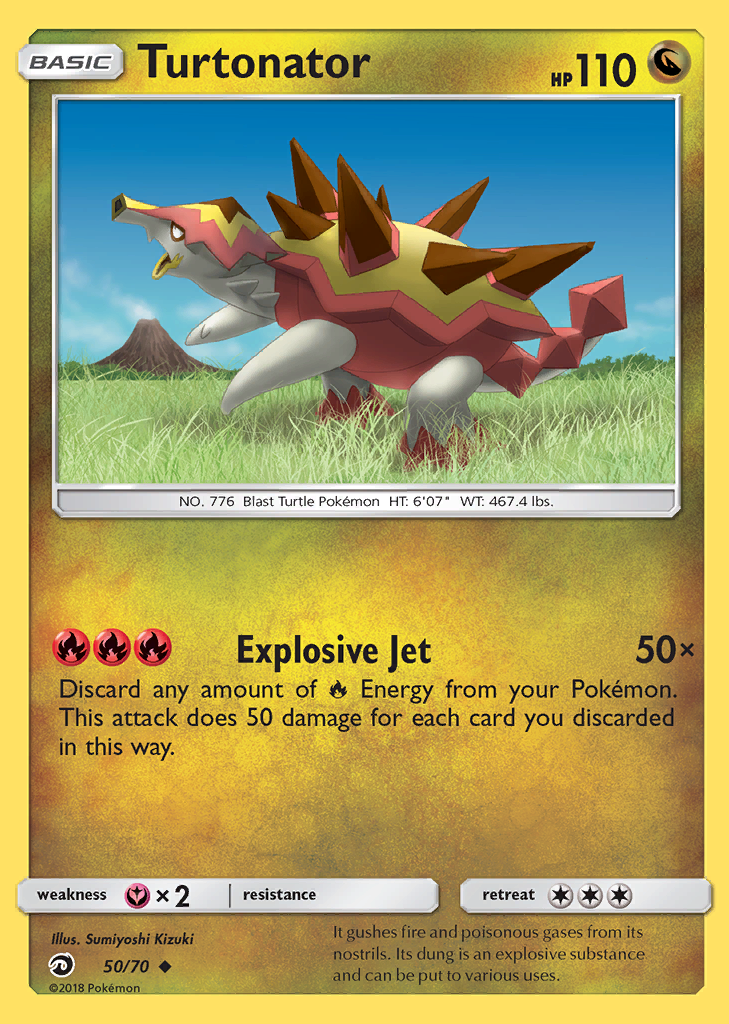 BASIC Turtonator HP 110
NO. 776 Blast Turtle Pokémon HT: 6'07" WT: 467.4 lbs.
Explosive Jet 50×
Discard any amount of Energy from your Pokémon.
This attack does 50 damage for each card you discarded
in this way.
weakness × 2 resistance retreat
Illus. Sumiyoshi Kizuki
50/70
©2018 Pokémon
It gushes fire and poisonous gases from its
nostrils. Its dung is an explosive substance
and can be put to various uses.